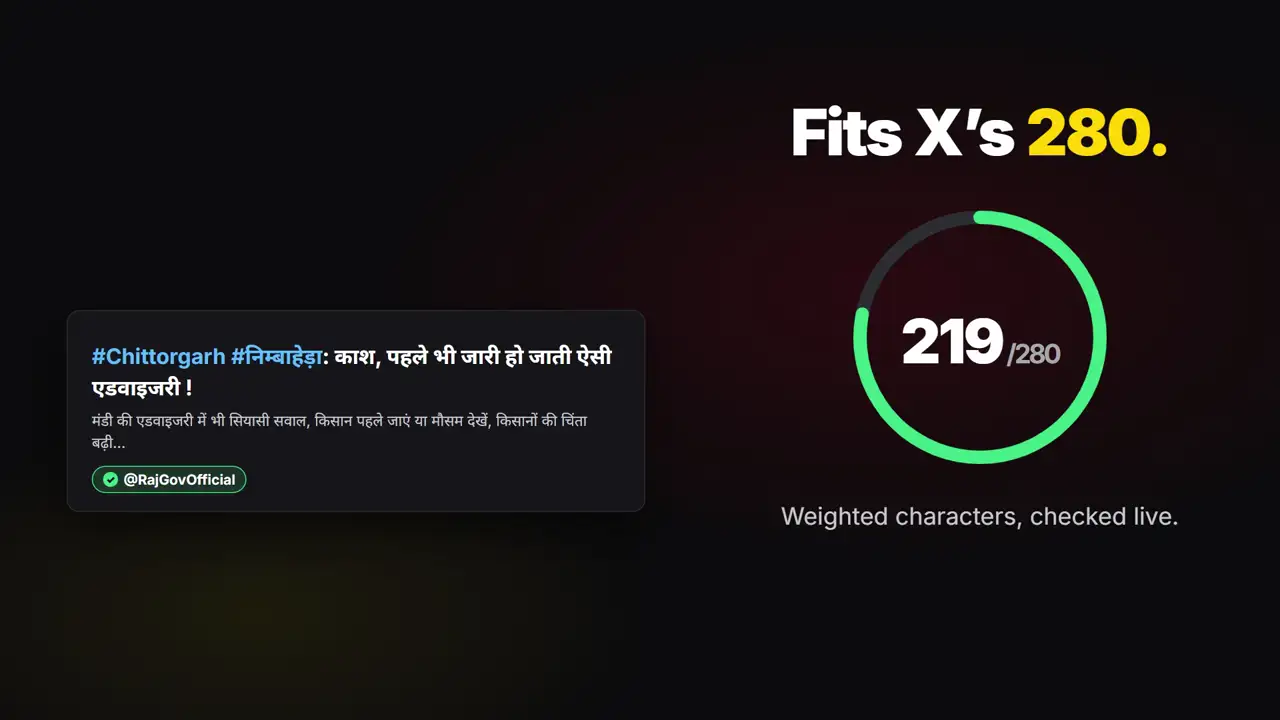 Fits X’s 280.
219/280
#Chittorgarh #निम्बाहेड़ा: काश, पहले भी जारी हो जाती ऐसी
एडवाइजरी !
मंडी की एडवाइजरी में भी सियासी सवाल, किसान पहले जाएं या मौसम देखें, किसानों की चिंता
बढ़ी...
@RajGovOfficial
Weighted characters, checked live.